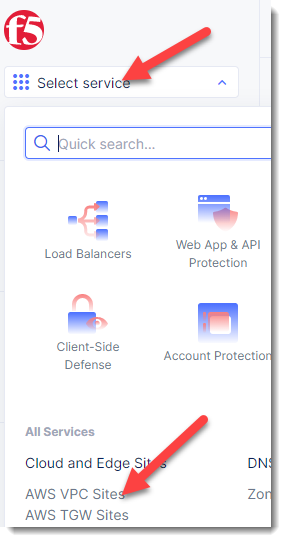 f5
Select service
Quick search...
Load Balancers
Web App & API
Protection
Client-Side
Defense
Account Protection
All Services
Cloud and Edge Sites
DNS
AWS VPC Sites
Zon
AWS TGW Sites